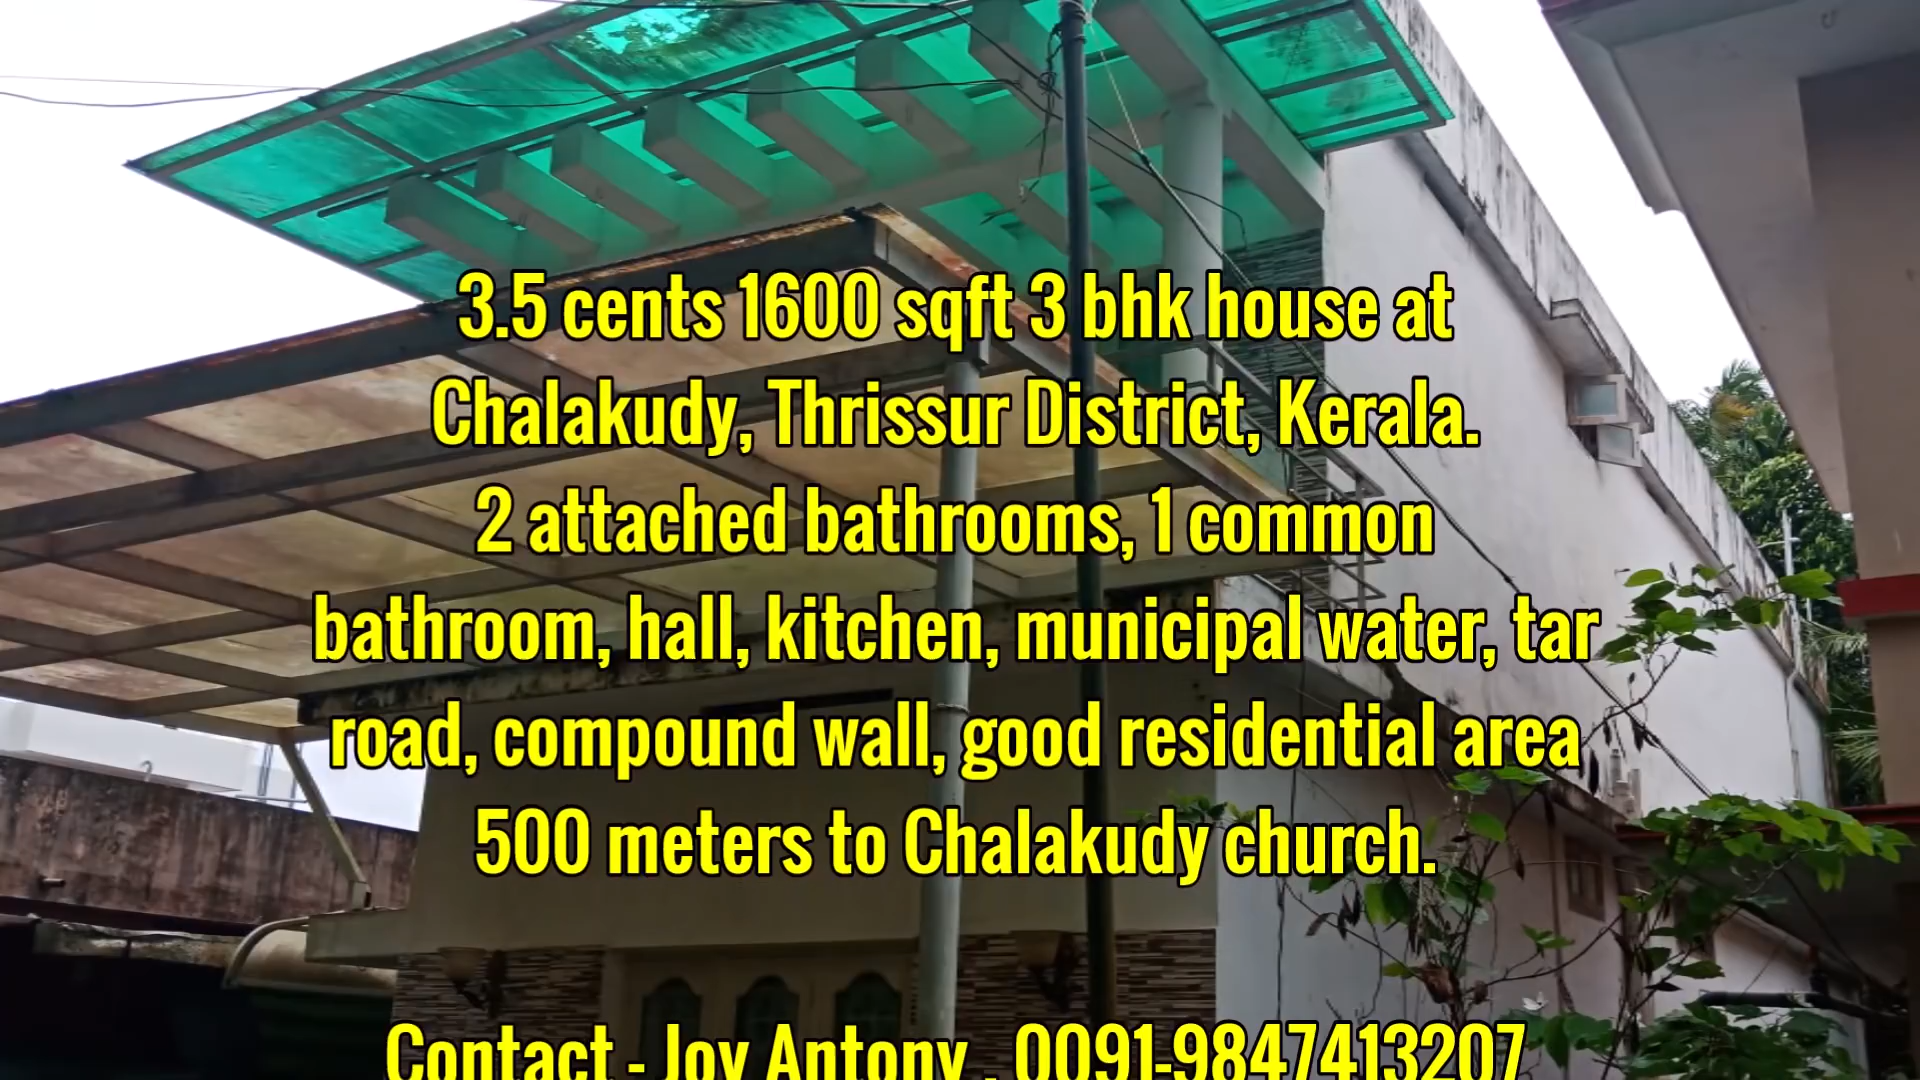 3.5 cents 1600 sqft 3 bhk house at
Chalakudy, Thrissur District, Kerala.
2 attached bathrooms, 1 common
bathroom, hall, kitchen, municipal water, tar
road, compound wall, good residential area
500 meters to Chalakudy church.
Contact - Joy Antony , 0091-9847413207